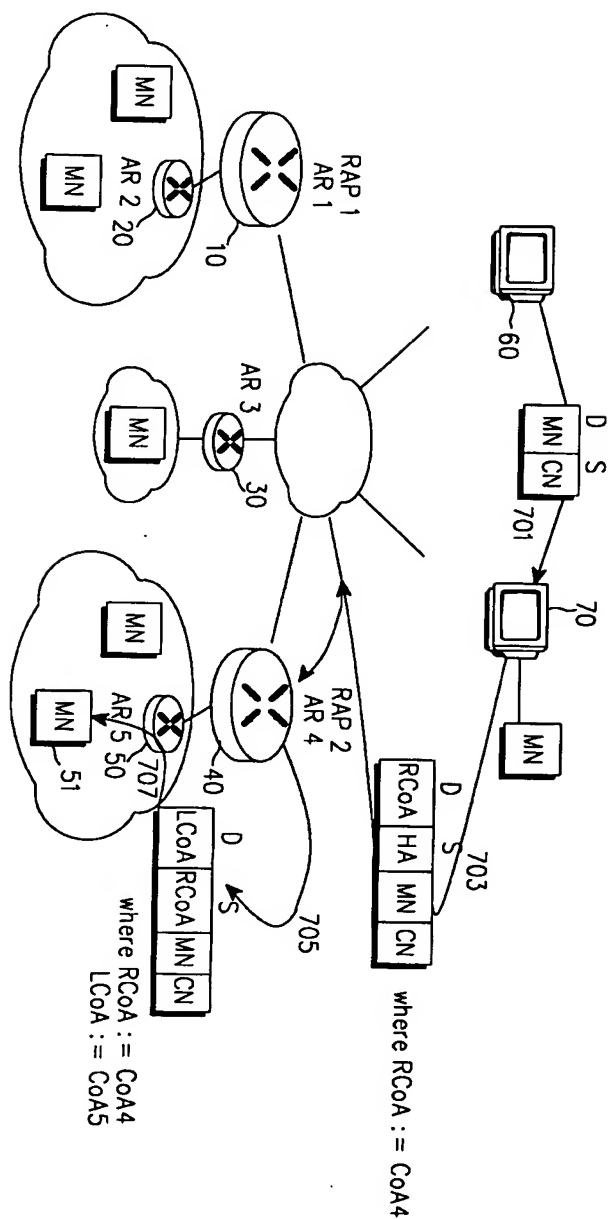 60
D S
MN CN
701
70
MN
703
D S
RCoA HA MN CN
where RCoA := CoA4
RAP 1
AR 1
10
AR 2
20
MN
MN
AR 3
30
MN
RAP 2
AR 4
40
AR 5
50
707
MN
MN
51
705
D S
LCoA RCoA MN CN
where RCoA := CoA4
LCoA := CoA5